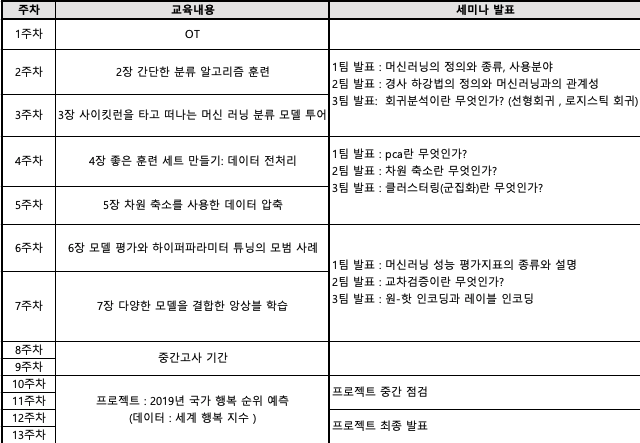 주차 교육내용 세미나 발표
1주차 OT
2주차 2장 간단한 분류 알고리즘 훈련
1팀 발표 : 머신러닝의 정의와 종류, 사용분야
2팀 발표 : 경사 하강법의 정의와 머신러닝과의 관계성
3팀 발표: 회귀분석이란 무엇인가? (선형회귀 , 로지스틱 회귀)
3주차 3장 사이킷런을 타고 떠나는 머신 러닝 분류 모델 투어
4주차 4장 좋은 훈련 세트 만들기: 데이터 전처리
1팀 발표 : pca란 무엇인가?
2팀 발표 : 차원 축소란 무엇인가?
3팀 발표 : 클러스터링(군집화)란 무엇인가?
5주차 5장 차원 축소를 사용한 데이터 압축
6주차 6장 모델 평가와 하이퍼파라미터 튜닝의 모범 사례
1팀 발표 : 머신러닝 성능 평가지표의 종류와 설명
2팀 발표 : 교차검증이란 무엇인가?
3팀 발표 : 원-핫 인코딩과 레이블 인코딩
7주차 7장 다양한 모델을 결합한 앙상블 학습
8주차
중간고사 기간
9주차
10주차
프로젝트 중간 점검
11주차 프로젝트 : 2019년 국가 행복 순위 예측
12주차 (데이터 : 세계 행복 지수 )
프로젝트 최종 발표
13주차